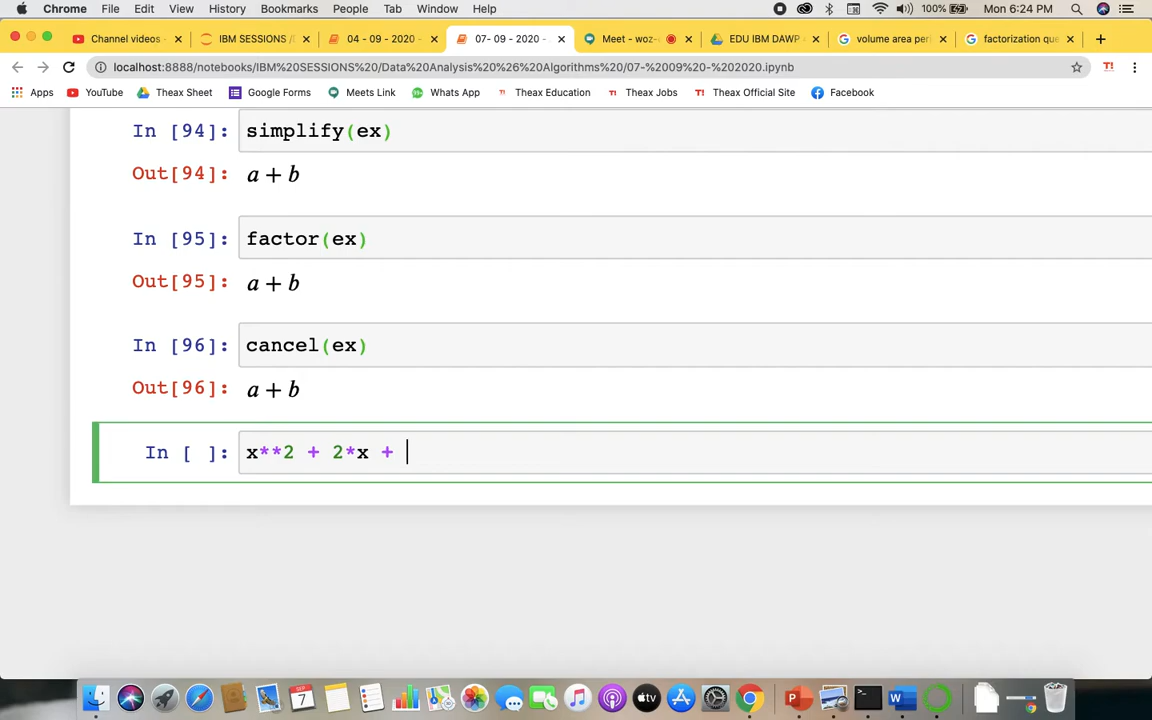 Chrome File Edit View History Bookmarks People Tab Window Help 100% Mon 6:24 PM
Channel videos - IBM SESSIONS / 04 - 09 - 2020 - 07- 09 - 2020 - Meet - woz- EDU IBM DAWP volume area peri factorization que
localhost:8888/notebooks/IBM%20SESSIONS%20/Data%20Analysis%20%26%20Algorithms%20/07-%2009%20-%202020.ipynb T!
Apps YouTube Theax Sheet Google Forms Meets Link Whats App T! Theax Education T! Theax Jobs T! Theax Official Site Facebook
In [94]: simplify(ex)
Out[94]: a + b
In [95]: factor(ex)
Out[95]: a + b
In [96]: cancel(ex)
Out[96]: a + b
In [ ]: x**2 + 2*x +
SEP
7
tv
W